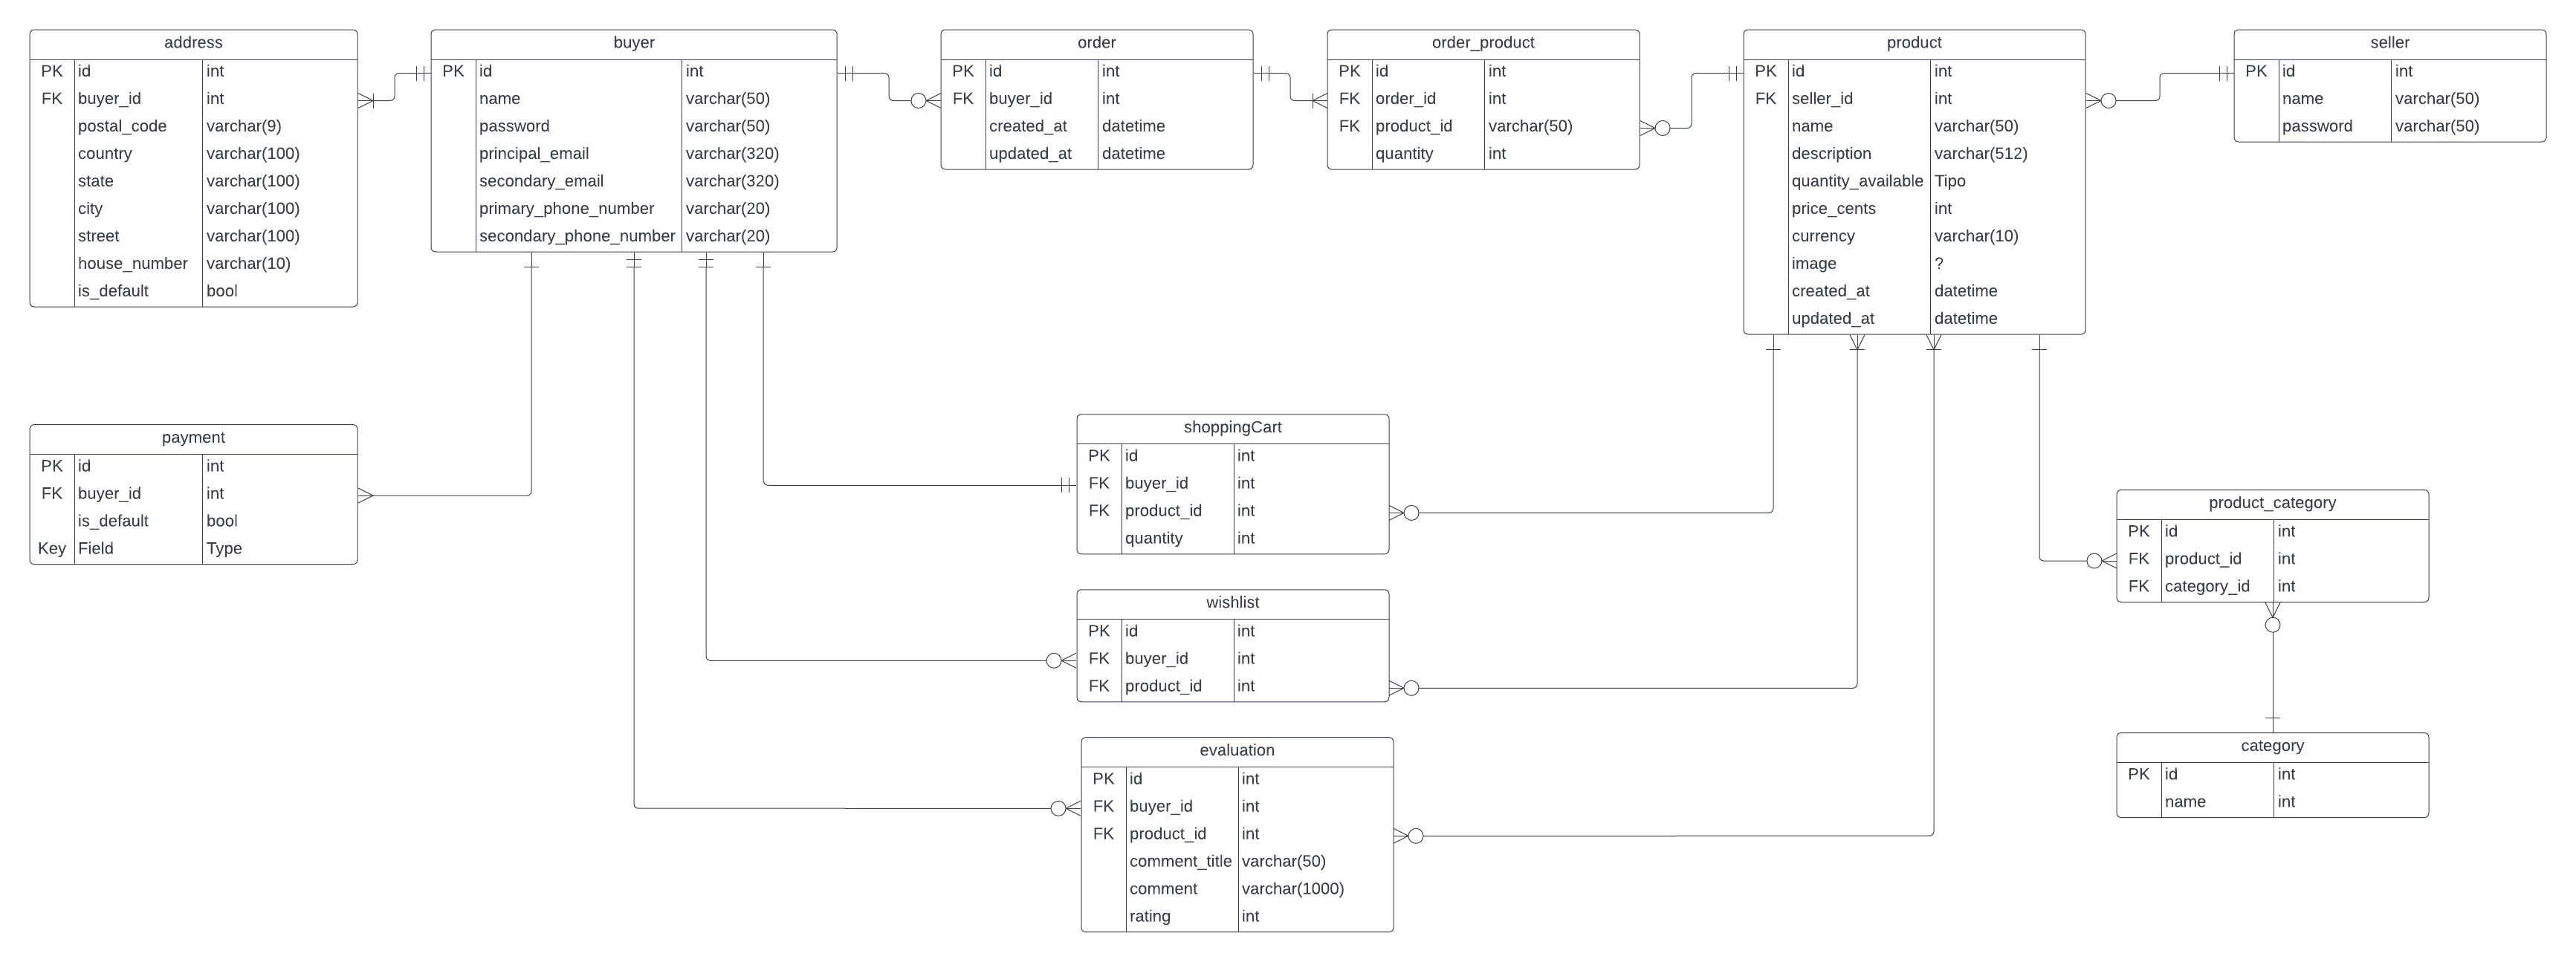 address
PK id int
FK buyer_id int
postal_code varchar(9)
country varchar(100)
state varchar(100)
city varchar(100)
street varchar(100)
house_number varchar(10)
is_default bool
buyer
PK id int
name varchar(50)
password varchar(50)
principal_email varchar(320)
secondary_email varchar(320)
primary_phone_number varchar(20)
secondary_phone_number varchar(20)
order
PK id int
FK buyer_id int
created_at datetime
updated_at datetime
order_product
PK id int
FK order_id int
FK product_id varchar(50)
quantity int
product
PK id int
FK seller_id int
name varchar(50)
description varchar(512)
quantity_available Tipo
price_cents int
currency varchar(10)
image ?
created_at datetime
updated_at datetime
seller
PK id int
name varchar(50)
password varchar(50)
payment
PK id int
FK buyer_id int
is_default bool
Key Field Type
shoppingCart
PK id int
FK buyer_id int
FK product_id int
quantity int
wishlist
PK id int
FK buyer_id int
FK product_id int
evaluation
PK id int
FK buyer_id int
FK product_id int
comment_title varchar(50)
comment varchar(1000)
rating int
product_category
PK id int
FK product_id int
FK category_id int
category
PK id int
name int